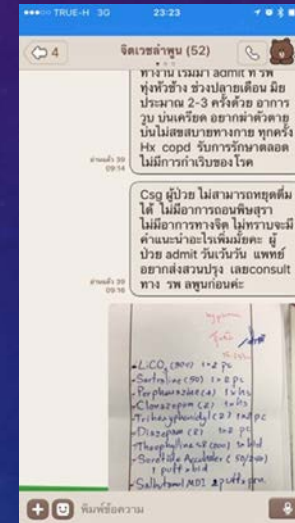 TRUE-H 3G 23:23
4 จิตเวชลำพูน (52)
ทำงาน เริ่มมา admit ที่ รพ
ทุ่งหัวช้าง ช่วงปลายเดือน มิย
ประมาณ 2-3 ครั้งด้วย อาการ
วูบ บ่นเครียด อยากฆ่าตัวตาย
บ่นไม่สุขสบายทางกาย ทุกครั้ง
Hx copd รับการรักษาตลอด
ไม่มีการกำเริบของโรค
อ่านแล้ว 39
09:14
Csg ผู้ป่วย ไม่สามารถหยุดดื่ม
ได้ ไม่มีอาการถอนพิษสุรา
ไม่มีอาการทางจิต ไม่ทราบจะมี
คำแนะนำอะไรเพิ่มมั้ยคะ ผู้
ป่วย admit วันเว้นวัน แพทย์
อยากส่งสวนปรุง เลยconsult
ทาง รพ ลพูนก่อนค่ะ
อ่านแล้ว 39
09:16
LiCO3 (300) 1x2 pc
Sertraline (50) 1x2 pc
Perphenazine (4) 1xhs
Clonazepam (2) 1xhs
Trihexyphenidyl (2) 1x2 pc
Diazepam (2) 1x2 pc
Theophylline SR (200) 1xbid
Seretide Accuhaler (50/250)
1 puff x bid
Salbutamol MDI 2 puff prn
พิมพ์ข้อความ